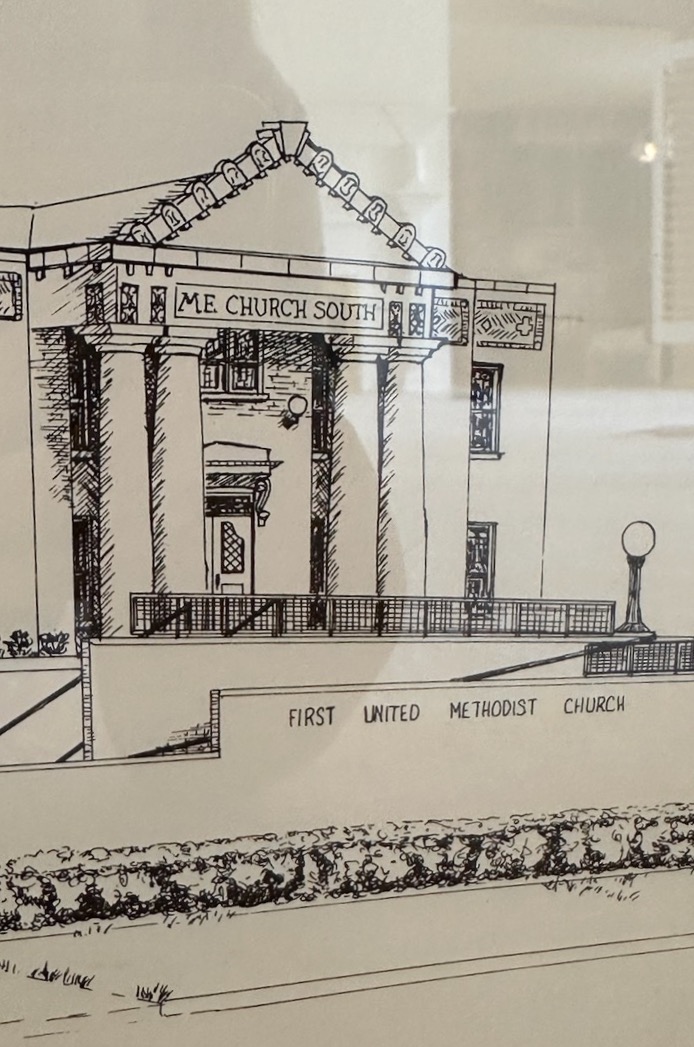 M.E. CHURCH SOUTH
FIRST UNITED METHODIST CHURCH